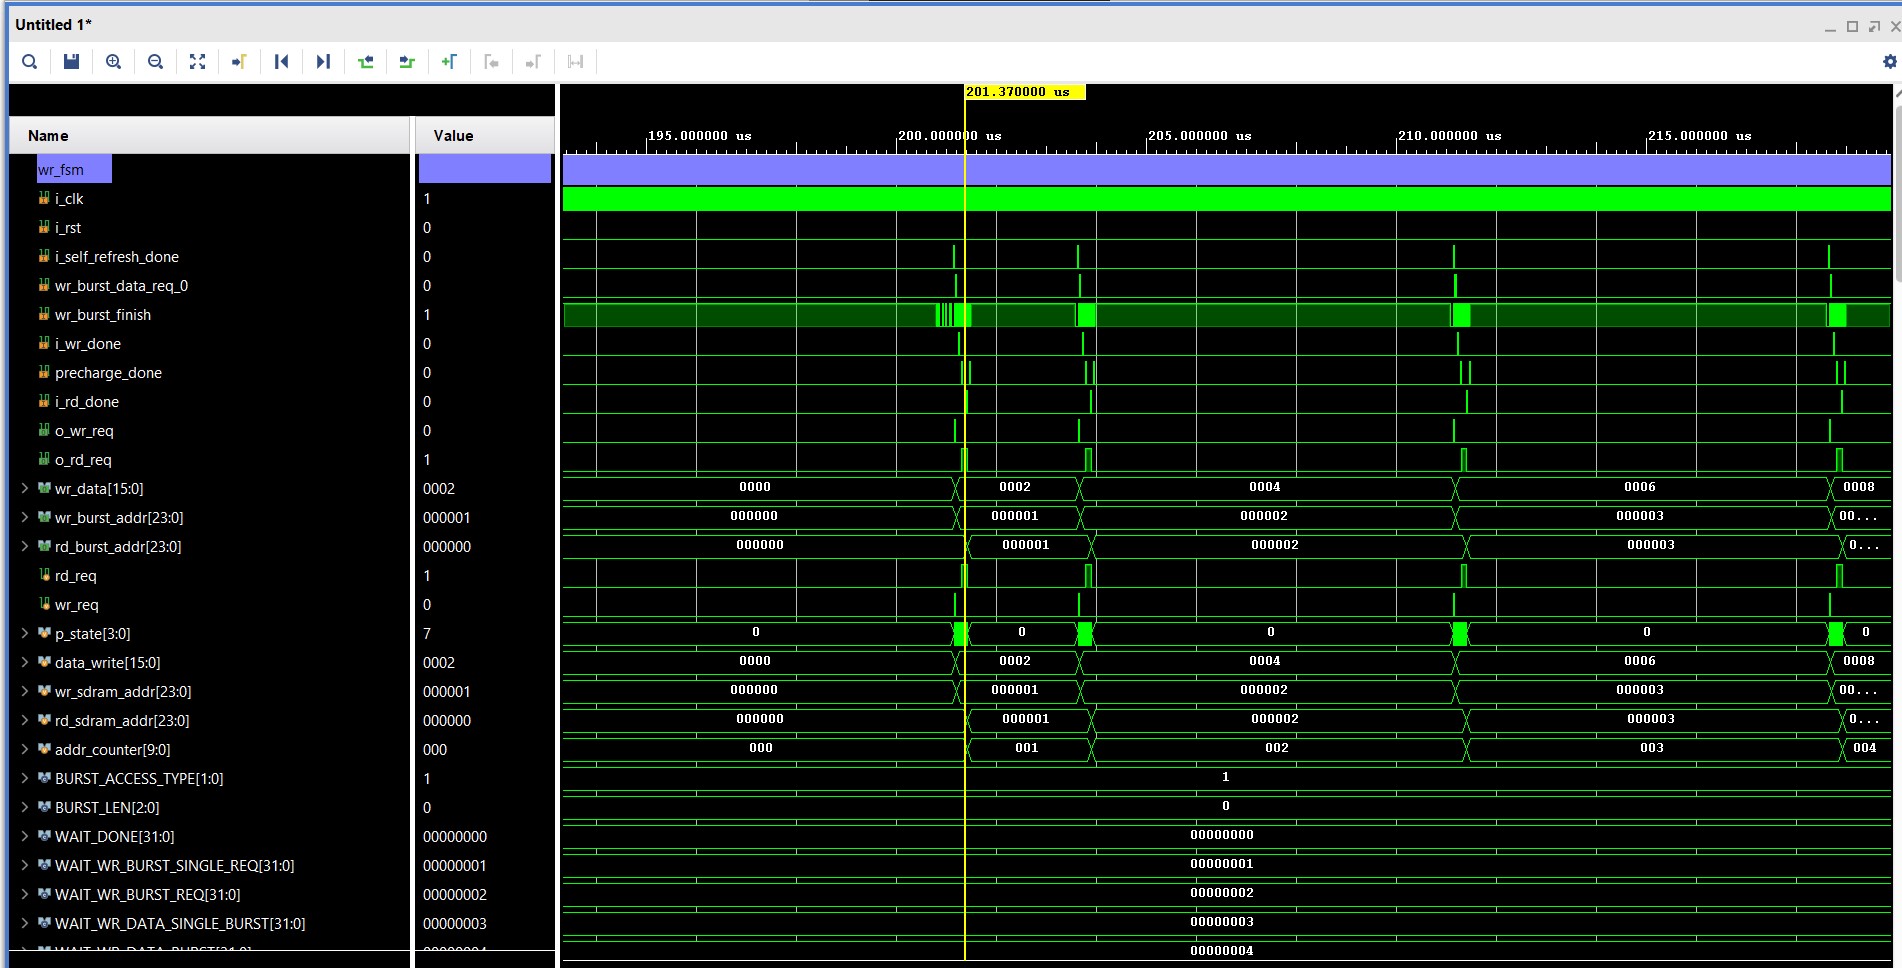 Untitled 1*
201.370000 us
Name Value 195.000000 us 200.000000 us 205.000000 us 210.000000 us 215.000000 us
wr_fsm
i_clk 1
i_rst 0
i_self_refresh_done 0
wr_burst_data_req_0 0
wr_burst_finish 1
i_wr_done 0
precharge_done 0
i_rd_done 0
o_wr_req 0
o_rd_req 1
wr_data[15:0] 0002 0000 0002 0004 0006 0008
wr_burst_addr[23:0] 000001 000000 000001 000002 000003 00...
rd_burst_addr[23:0] 000000 000000 000001 000002 000003 0...
rd_req 1
wr_req 0
p_state[3:0] 7 0 0 0 0 0
data_write[15:0] 0002 0000 0002 0004 0006 0008
wr_sdram_addr[23:0] 000001 000000 000001 000002 000003 00...
rd_sdram_addr[23:0] 000000 000000 000001 000002 000003 0...
addr_counter[9:0] 000 000 001 002 003 004
BURST_ACCESS_TYPE[1:0] 1 1
BURST_LEN[2:0] 0 0
WAIT_DONE[31:0] 00000000 00000000
WAIT_WR_BURST_SINGLE_REQ[31:0] 00000001 00000001
WAIT_WR_BURST_REQ[31:0] 00000002 00000002
WAIT_WR_DATA_SINGLE_BURST[31:0] 00000003 00000003
WAIT_WR_DATA_BURST[31:0] 00000004 00000004